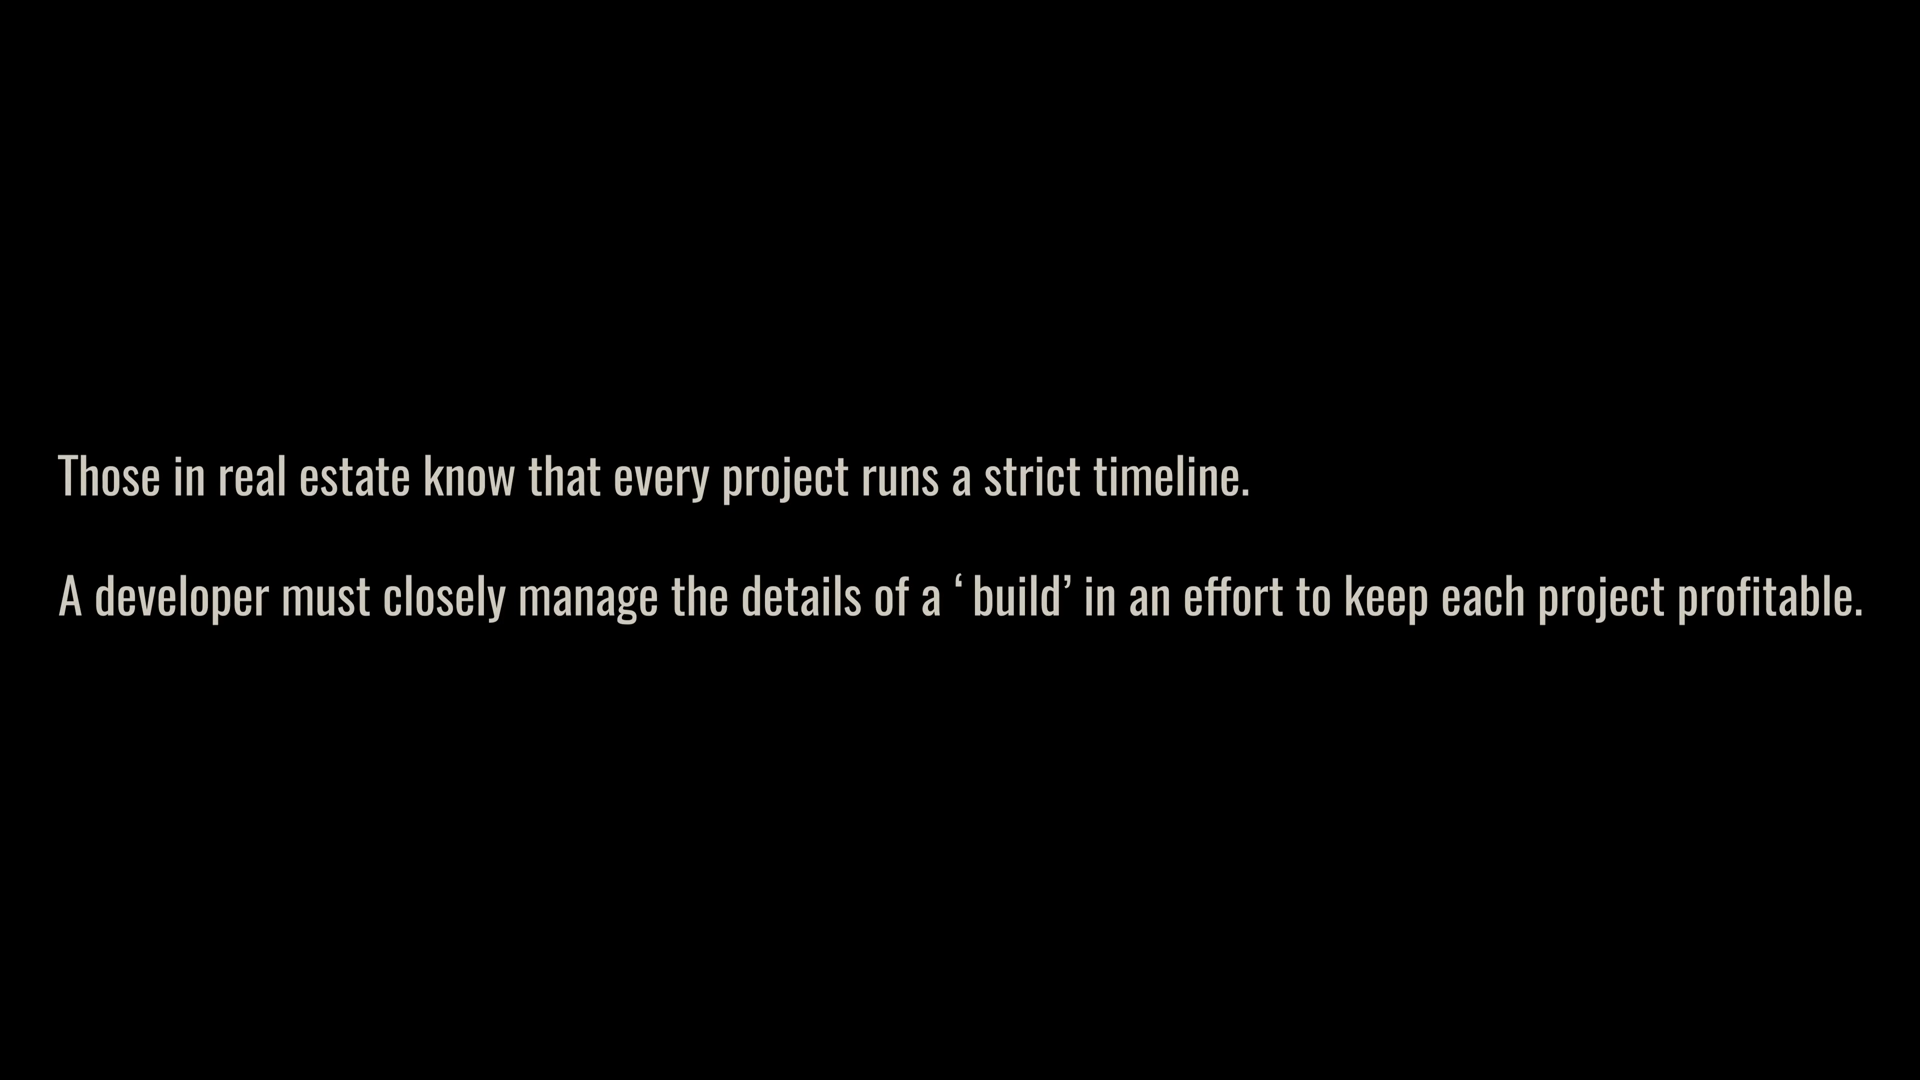 Those in real estate know that every project runs a strict timeline.
A developer must closely manage the details of a ‘ build’ in an effort to keep each project profitable.